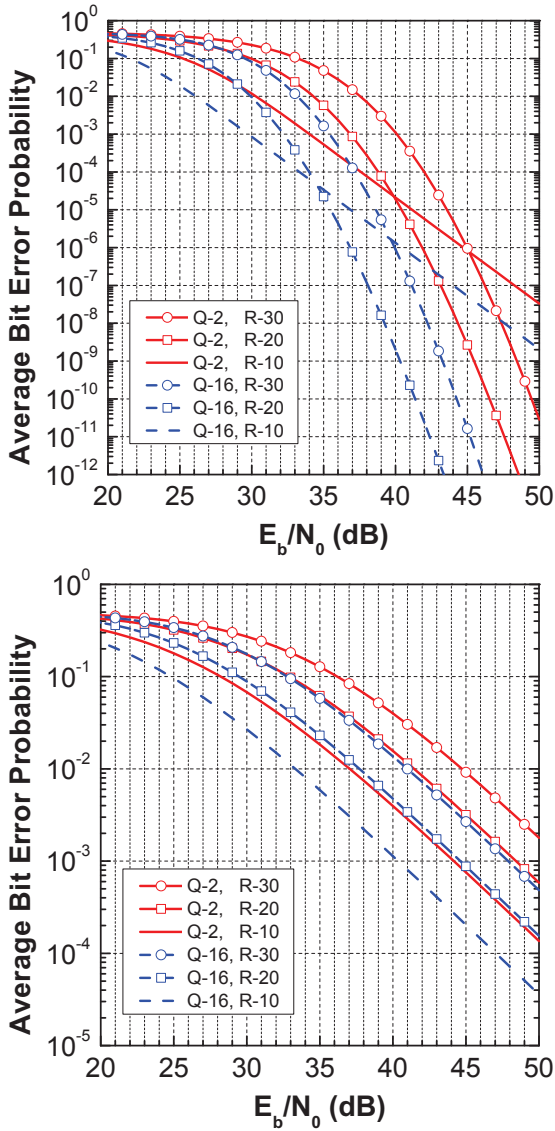 Average Bit Error Probability
10^0
10^-1
10^-2
10^-3
10^-4
10^-5
10^-6
10^-7
10^-8
10^-9
10^-10
10^-11
10^-12
Q-2, R-30
Q-2, R-20
Q-2, R-10
Q-16, R-30
Q-16, R-20
Q-16, R-10
20 25 30 35 40 45 50
E_b/N_0 (dB)
Average Bit Error Probability
10^0
10^-1
10^-2
10^-3
10^-4
10^-5
Q-2, R-30
Q-2, R-20
Q-2, R-10
Q-16, R-30
Q-16, R-20
Q-16, R-10
20 25 30 35 40 45 50
E_b/N_0 (dB)